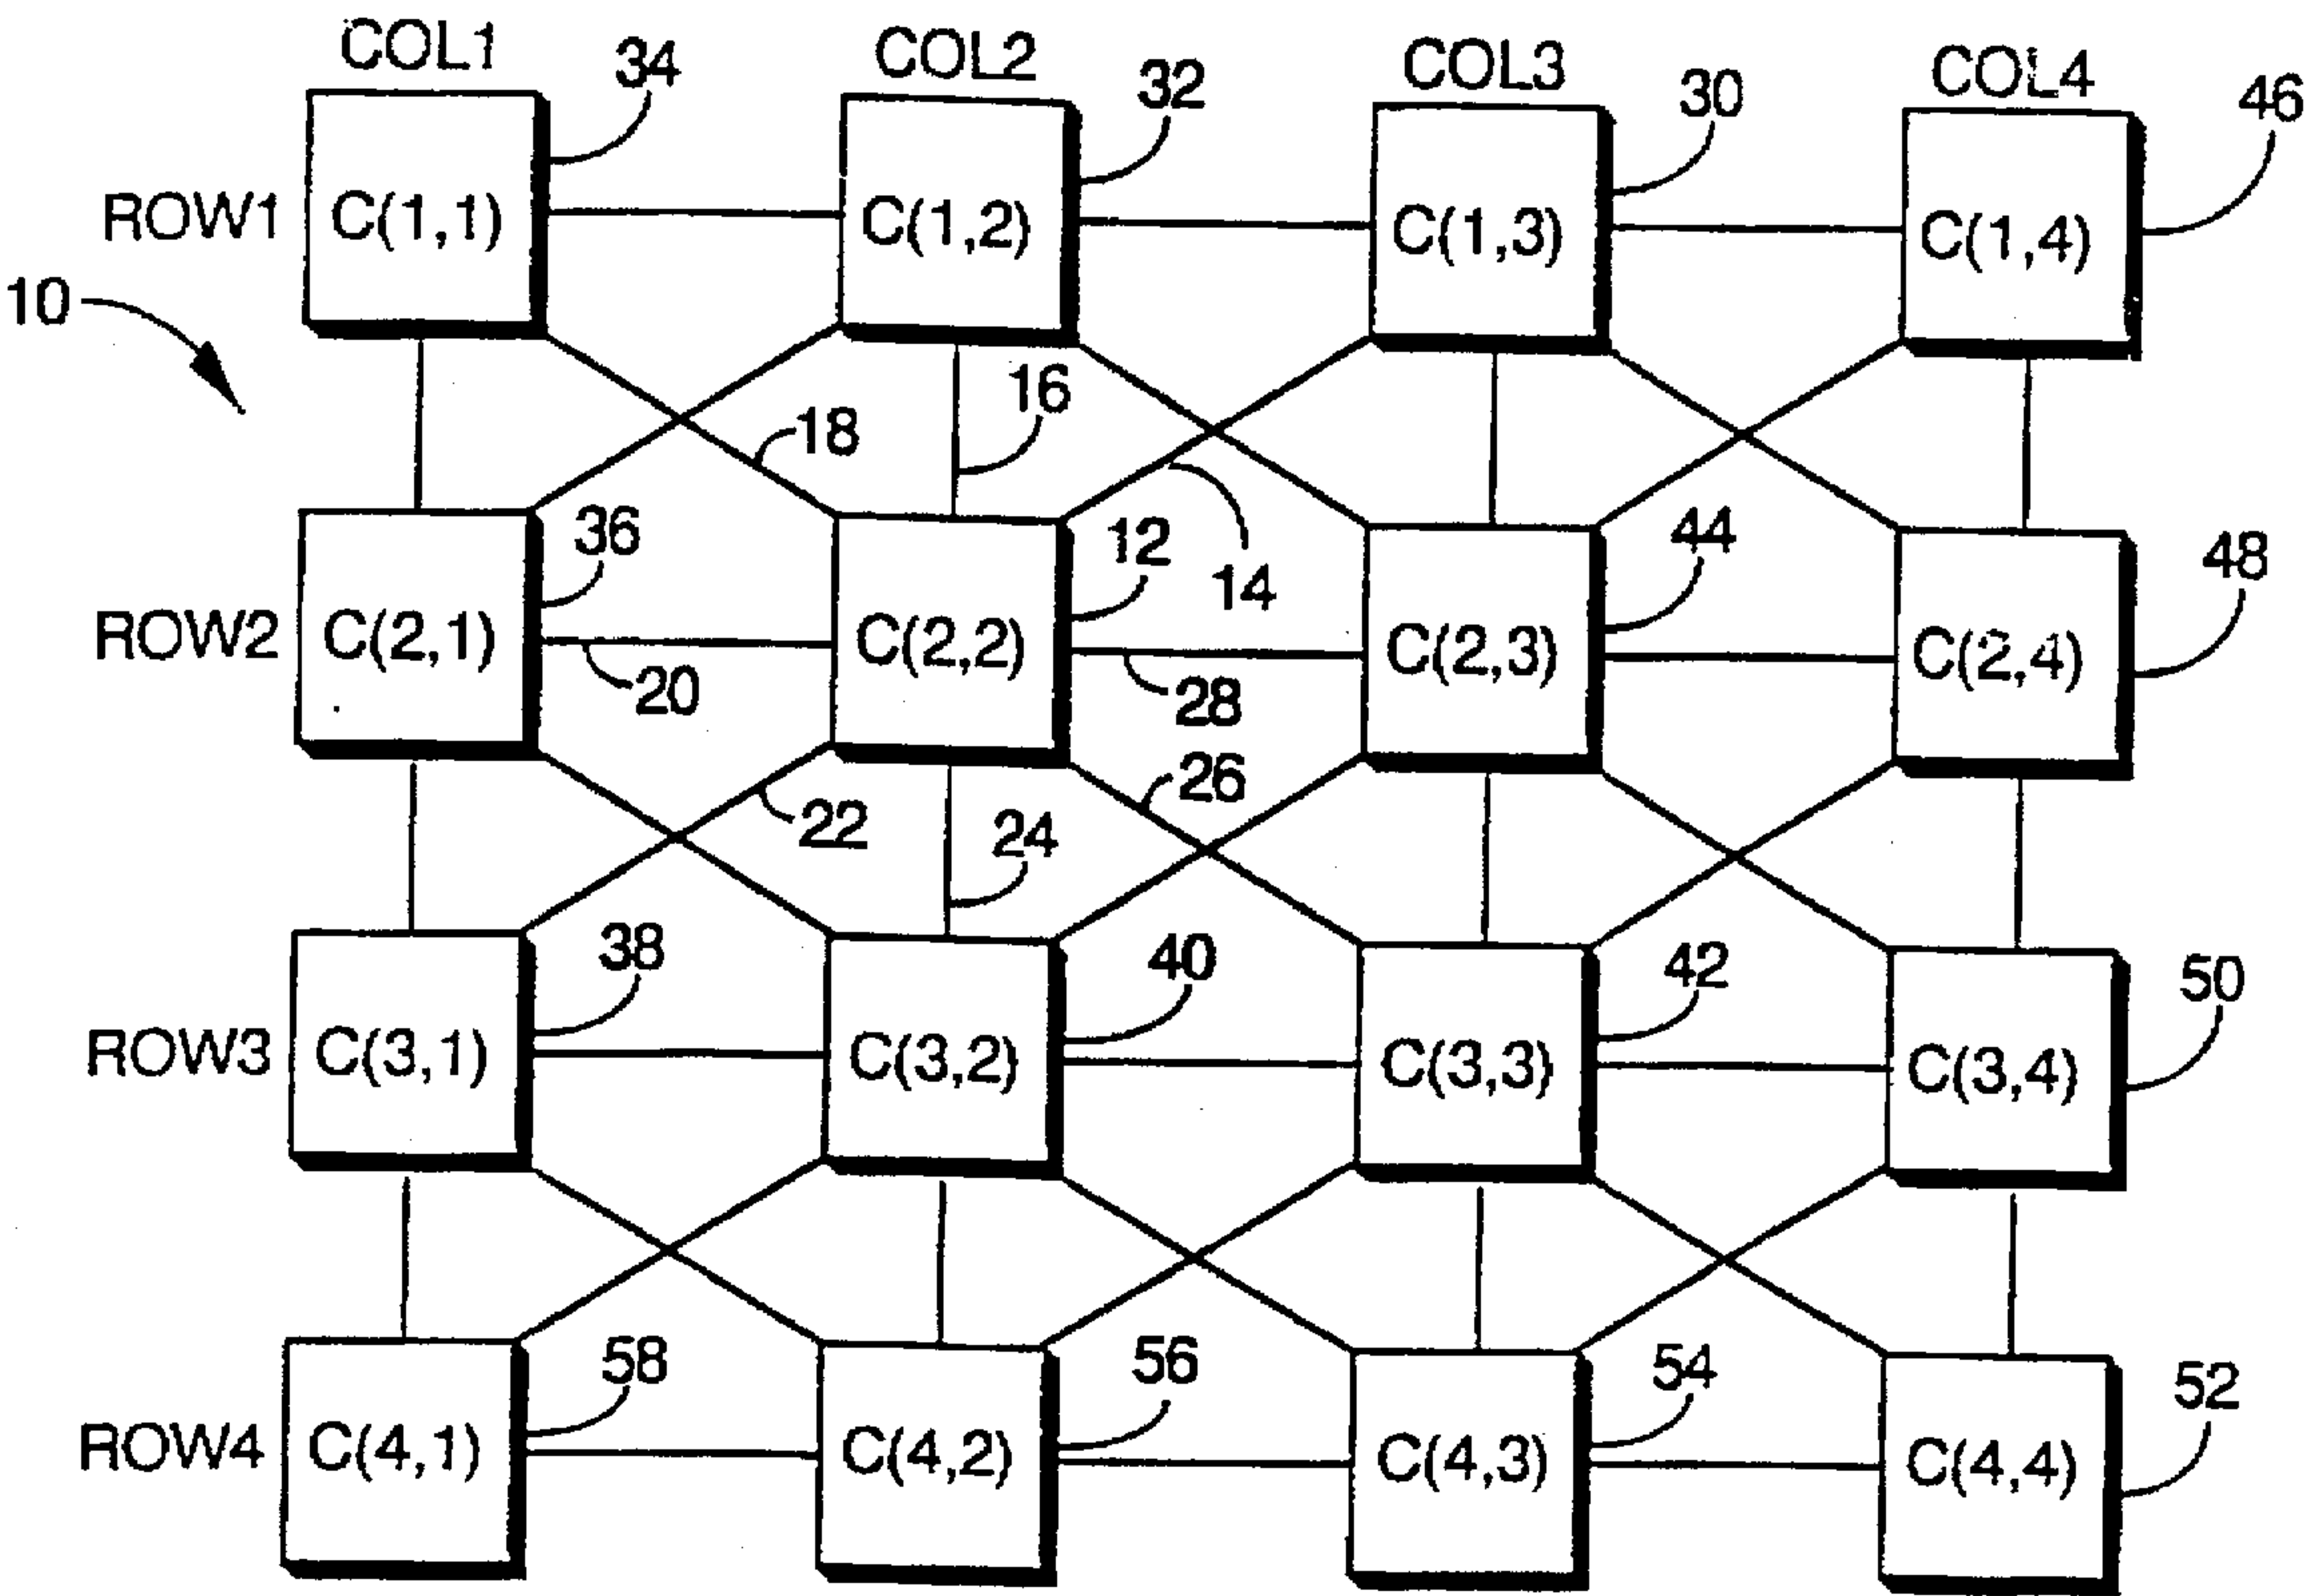 COL1 34 COL2 32 COL3 30 COL4 46
ROW1 C(1,1) C(1,2) C(1,3) C(1,4)
10
16
18
36 12 14 44 48
ROW2 C(2,1) C(2,2) C(2,3) C(2,4)
20 28
26
22 24
38 40 42 50
ROW3 C(3,1) C(3,2) C(3,3) C(3,4)
58 56 54 52
ROW4 C(4,1) C(4,2) C(4,3) C(4,4)